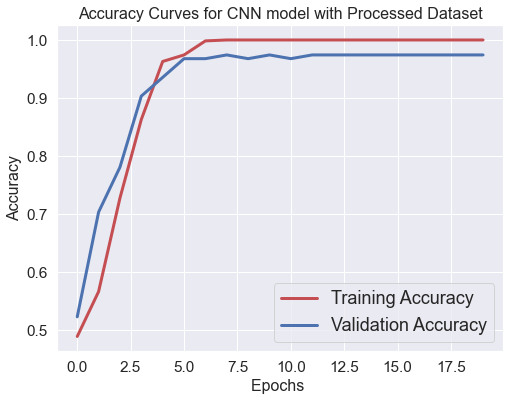 Accuracy Curves for CNN model with Processed Dataset
1.0
0.9
0.8
0.7
0.6
0.5
Accuracy
Training Accuracy
Validation Accuracy
0.0 2.5 5.0 7.5 10.0 12.5 15.0 17.5
Epochs